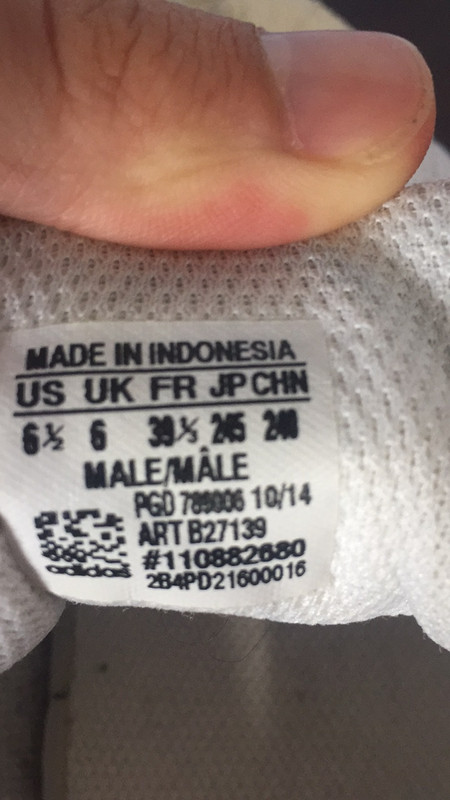 MADE IN INDONESIA
US UK FR JP CHN
6½ 6 39⅓ 245 240
MALE/MÂLE
PGD 789006 10/14
ART B27139
#110882680
adidas 2B4PD21600016